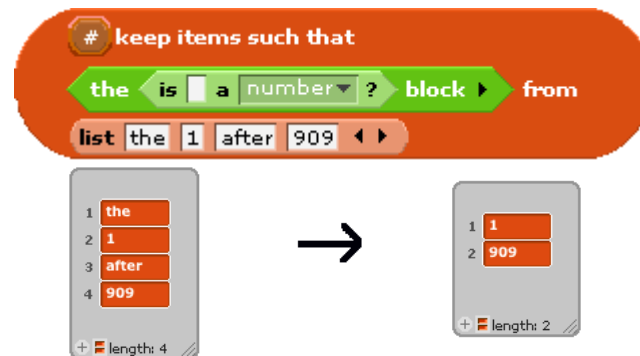 # keep items such that
the is a number ? block from
list the 1 after 909
1 the
2 1
3 after
4 909
+ length: 4
1 1
2 909
+ length: 2